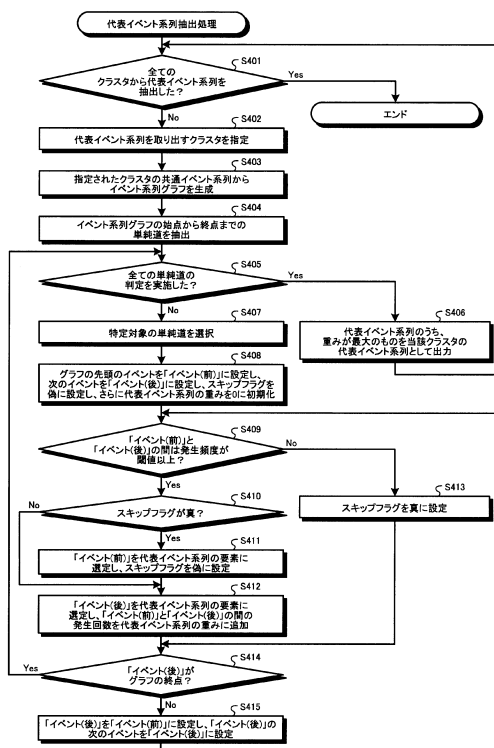 代表イベント系列抽出処理
S401
全ての
クラスタから代表イベント系列を
抽出した？
Yes
エンド
No
S402
代表イベント系列を取り出すクラスタを指定
S403
指定されたクラスタの共通イベント系列から
イベント系列グラフを生成
S404
イベント系列グラフの始点から終点までの
単純道を抽出
S405
全ての単純道の
判定を実施した？
Yes
No
S406
代表イベント系列のうち、
重みが最大のものを当該クラスタの
代表イベント系列として出力
S407
特定対象の単純道を選択
S408
グラフの先頭のイベントを「イベント(前)」に設定し、
次のイベントを「イベント(後)」に設定し、スキップフラグを
偽に設定し、さらに代表イベント系列の重みを0に初期化
S409
「イベント(前)」と
「イベント(後)」の間は発生頻度が
閾値以上？
No
Yes
S410
スキップフラグが真？
No
Yes
S413
スキップフラグを真に設定
S411
「イベント(前)」を代表イベント系列の要素に
選定し、スキップフラグを偽に設定
S412
「イベント(後)」を代表イベント系列の要素に
選定し、「イベント(前)」と「イベント(後)」の間の
発生回数を代表イベント系列の重みに追加
S414
「イベント(後)」が
グラフの終点？
Yes
No
S415
「イベント(後)」を「イベント(前)」に設定し、「イベント(後)」の
次のイベントを「イベント(後)」に設定